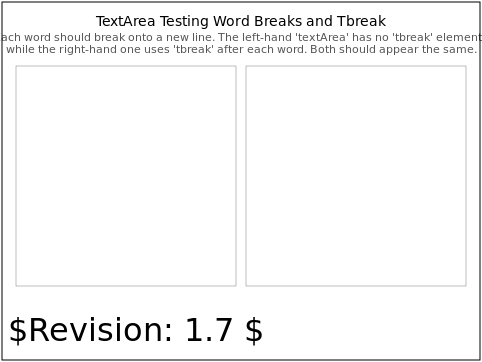 TextArea Testing Word Breaks and Tbreak
ach word should break onto a new line. The left-hand 'textArea' has no 'tbreak' element
while the right-hand one uses 'tbreak' after each word. Both should appear the same.
$Revision: 1.7 $